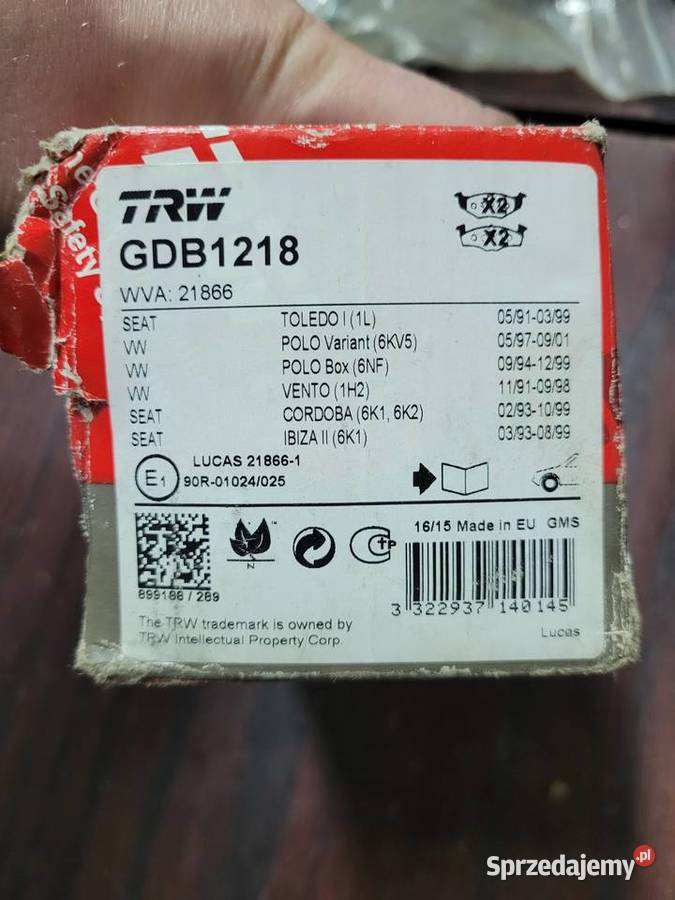 he
Safety
TRW
GDB1218
X2
X2
WVA: 21866
SEAT TOLEDO I (1L) 05/91-03/99
VW POLO Variant (6KV5) 05/97-09/01
VW POLO Box (6NF) 09/94-12/99
VW VENTO (1H2) 11/91-09/98
SEAT CORDOBA (6K1, 6K2) 02/93-10/99
SEAT IBIZA II (6K1) 03/93-08/99
E1
LUCAS 21866-1
90R-01024/025
N
16/15 Made in EU GMS
899188 / 289
3 322937 140145
The TRW trademark is owned by
TRW Intellectual Property Corp.
Lucas
Sprzedajemy.pl